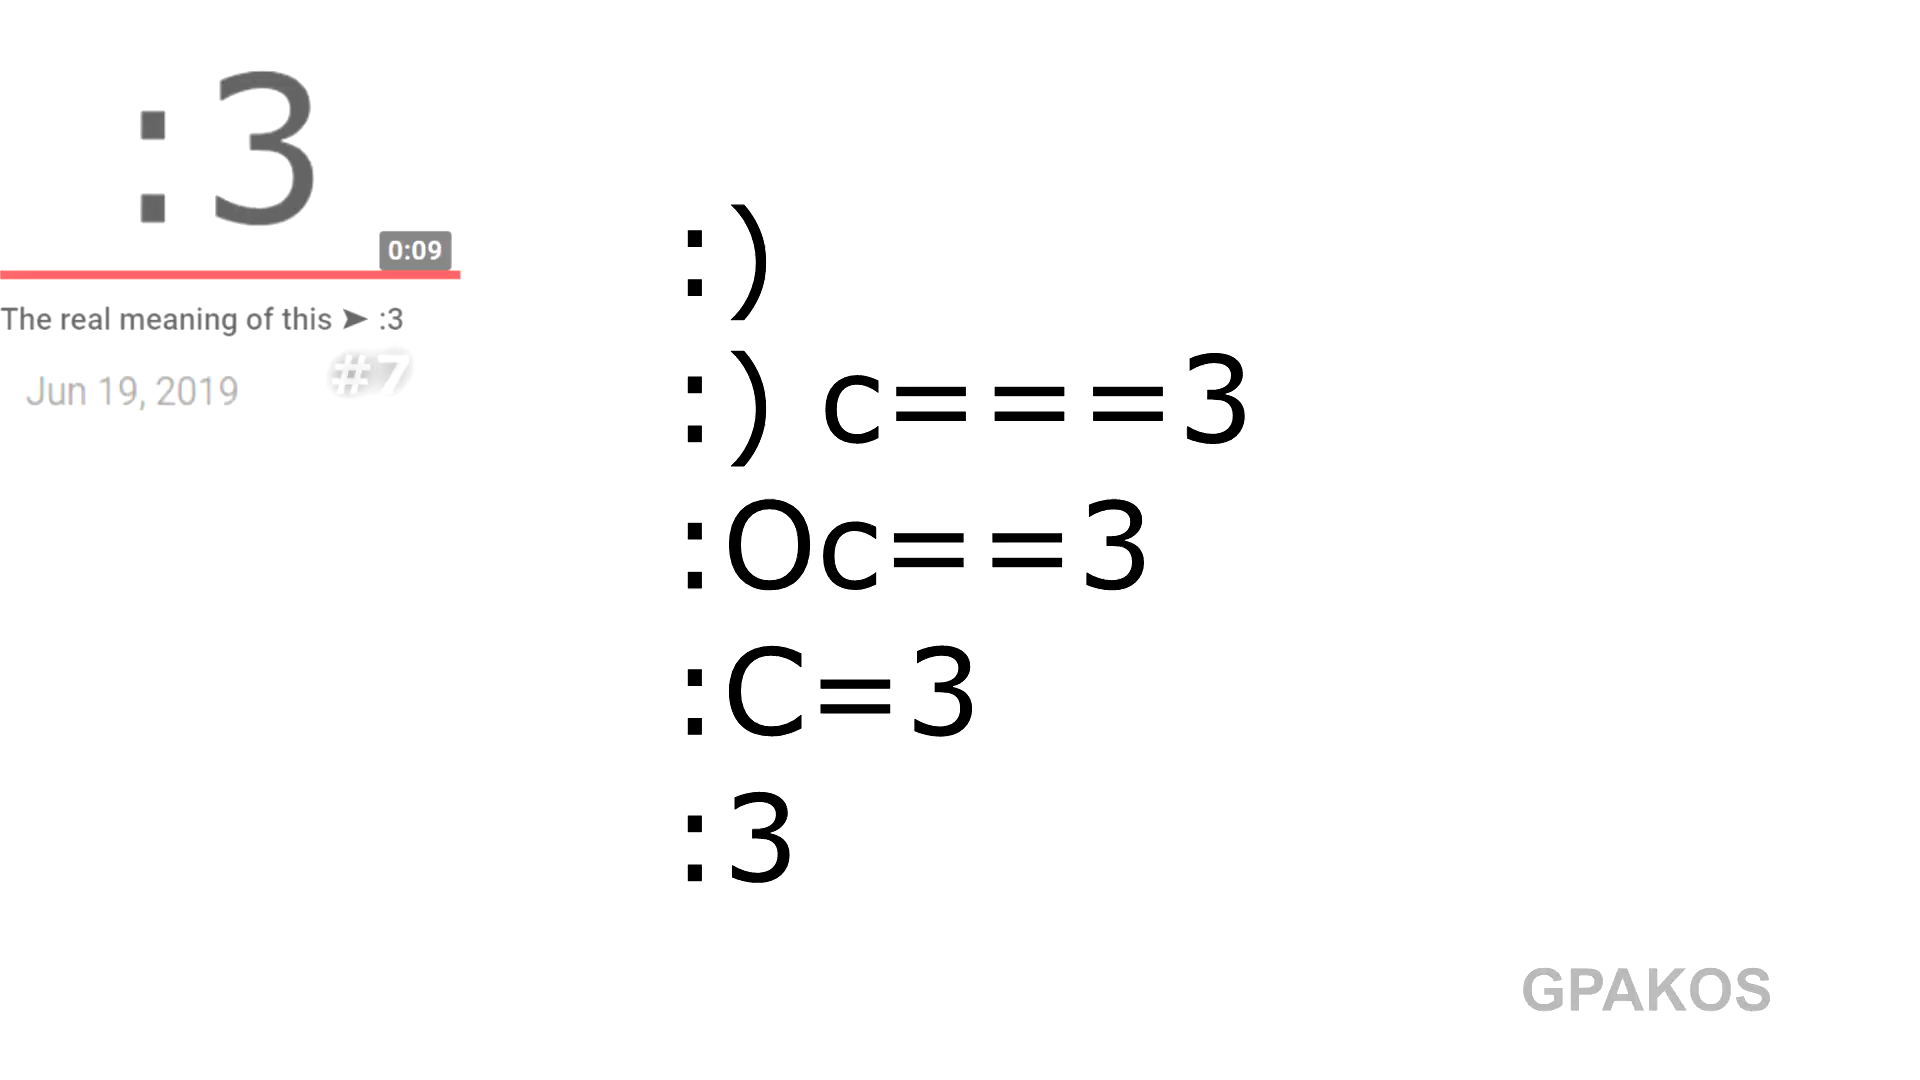 :3
0:09
The real meaning of this ➤ :3
#7
Jun 19, 2019
:)
:) c===3
:Oc==3
:C=3
:3
GPAKOS